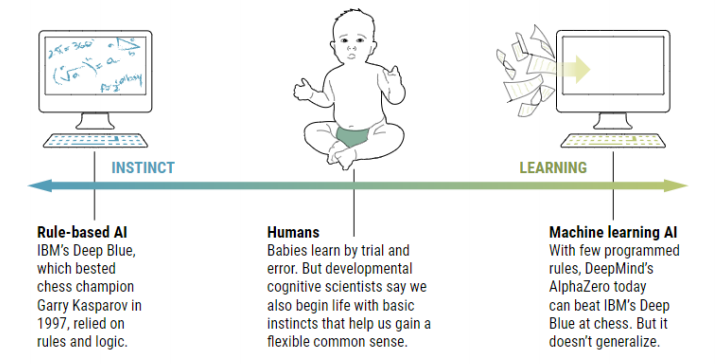 INSTINCT
LEARNING
Rule-based AI
IBM’s Deep Blue,
which bested
chess champion
Garry Kasparov in
1997, relied on
rules and logic.
Humans
Babies learn by trial and
error. But developmental
cognitive scientists say we
also begin life with basic
instincts that help us gain a
flexible common sense.
Machine learning AI
With few programmed
rules, DeepMind’s
AlphaZero today
can beat IBM’s Deep
Blue at chess. But it
doesn’t generalize.